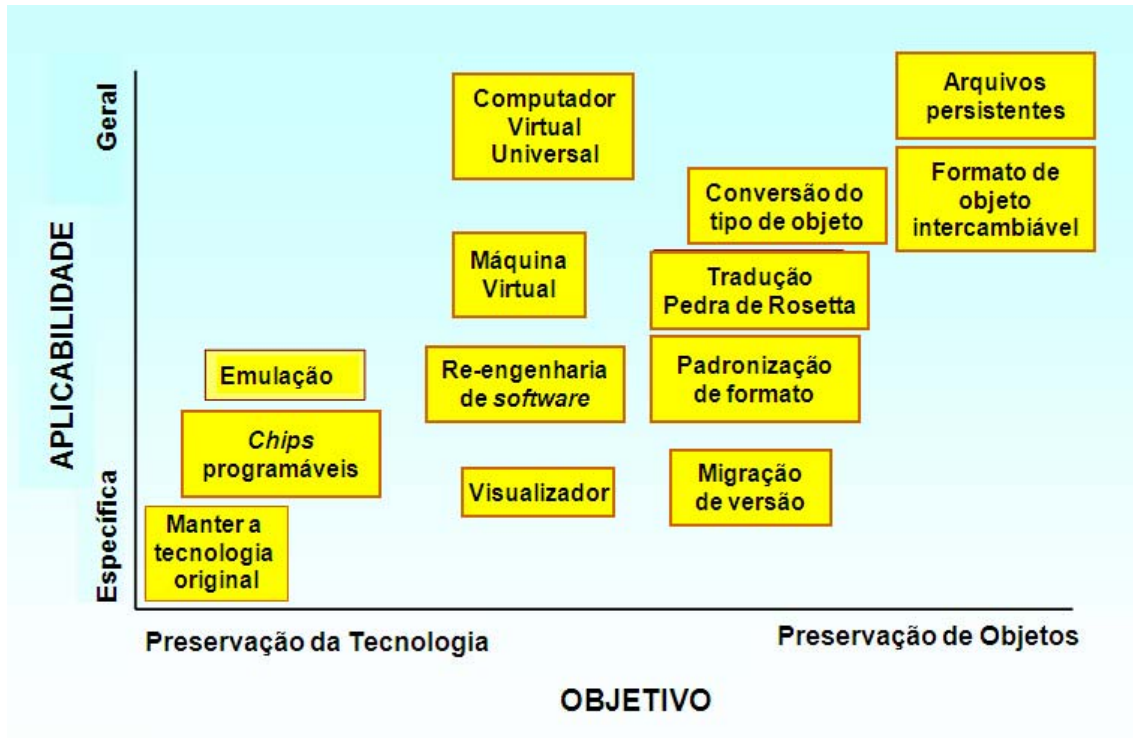 APLICABILIDADE
Geral
Específica
Computador
Virtual
Universal
Arquivos
persistentes
Formato de
objeto
intercambiável
Conversão do
tipo de objeto
Máquina
Virtual
Tradução
Pedra de Rosetta
Emulação
Re-engenharia
de software
Padronização
de formato
Chips
programáveis
Visualizador
Migração
de versão
Manter a
tecnologia
original
Preservação da Tecnologia
Preservação de Objetos
OBJETIVO